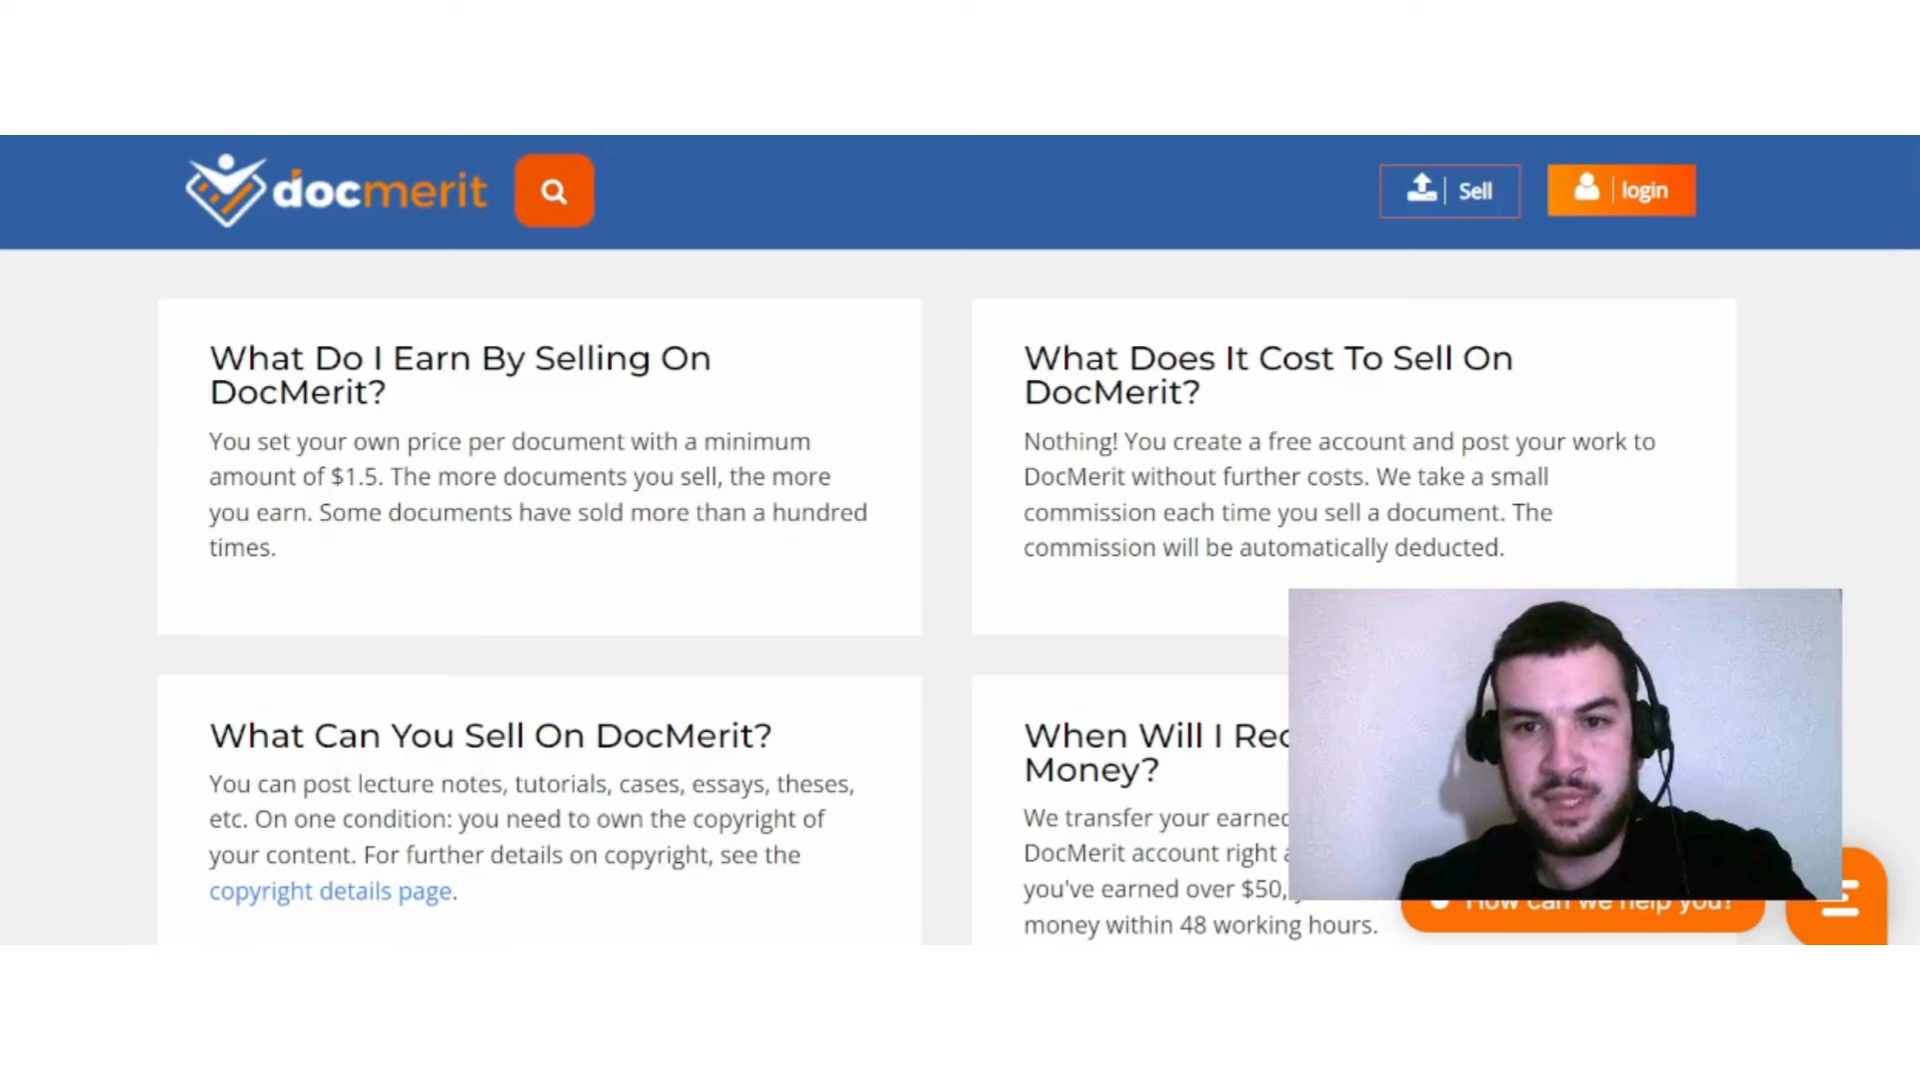 docmerit
Sell
login
What Do I Earn By Selling On
DocMerit?
You set your own price per document with a minimum
amount of $1.5. The more documents you sell, the more
you earn. Some documents have sold more than a hundred
times.
What Does It Cost To Sell On
DocMerit?
Nothing! You create a free account and post your work to
DocMerit without further costs. We take a small
commission each time you sell a document. The
commission will be automatically deducted.
What Can You Sell On DocMerit?
You can post lecture notes, tutorials, cases, essays, theses,
etc. On one condition: you need to own the copyright of
your content. For further details on copyright, see the
copyright details page.
When Will I
Money?
We transfer your earned
DocMerit account right
you've earned over $50,
money within 48 working hours.
How can we help you?